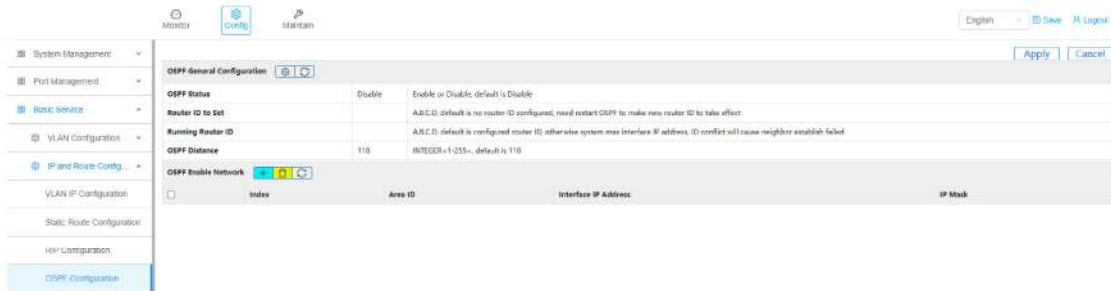 Monitor
Config
Maintain
English
Save
Logout
System Management
Port Management
Basic Service
VLAN Configuration
IP and Route Config...
VLAN IP Configuration
Static Route Configuration
RIP Configuration
OSPF Configuration
Apply Cancel
OSPF General Configuration
OSPF Status Disable Enable or Disable, default is Disable
Router ID to Set A.B.C.D, default is no router ID configured, need restart OSPF to make new router ID to take effect
Running Router ID A.B.C.D, default is configured router ID, otherwise system max interface IP address, ID conflict will cause neighbor establish failed
OSPF Distance 110 INTEGER<1-255>, default is 110
OSPF Enable Network
Index Area ID Interface IP Address IP Mask